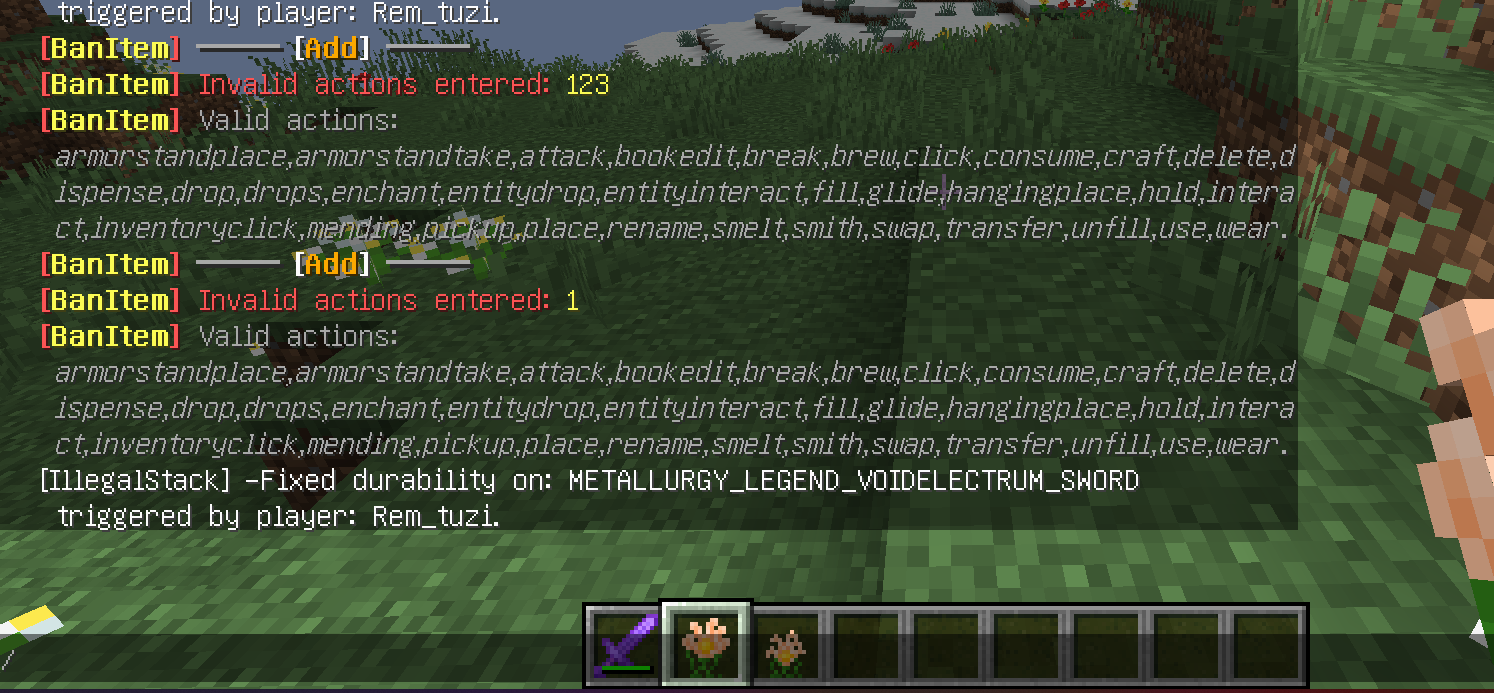 triggered by player: Rem_tuzi.
[BanItem] ——— [Add] ———
[BanItem] Invalid actions entered: 123
[BanItem] Valid actions:
armorstandplace,armorstandtake,attack,bookedit,break,brew,click,consume,craft,delete,d
ispense,drop,drops,enchant,entitydrop,entityinteract,fill,glide,hangingplace,hold,intera
ct,inventoryclick,mending,pickup,place,rename,smelt,smith,swap,transfer,unfill,use,wear.
[BanItem] ——— [Add] ———
[BanItem] Invalid actions entered: 1
[BanItem] Valid actions:
armorstandplace,armorstandtake,attack,bookedit,break,brew,click,consume,craft,delete,d
ispense,drop,drops,enchant,entitydrop,entityinteract,fill,glide,hangingplace,hold,intera
ct,inventoryclick,mending,pickup,place,rename,smelt,smith,swap,transfer,unfill,use,wear.
[IllegalStack] -Fixed durability on: METALLURGY_LEGEND_VOIDELECTRUM_SWORD
triggered by player: Rem_tuzi.
/